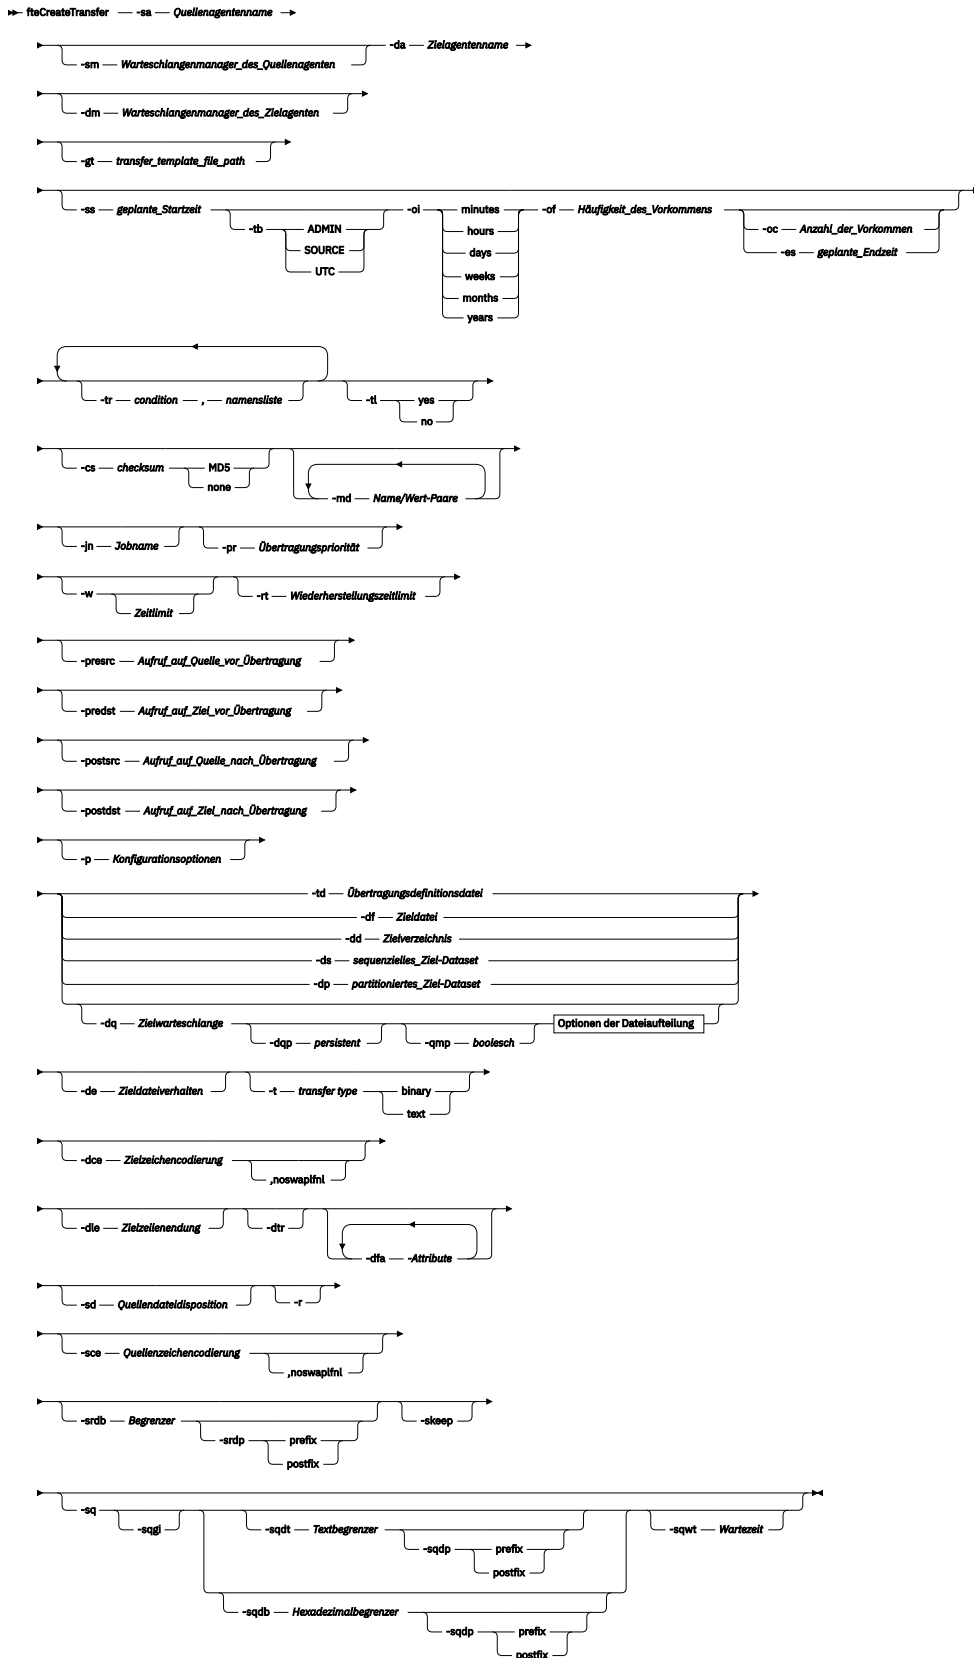 fteCreateTransfer -sa Quellenagentenname
-sm Warteschlangenmanager_des_Quellenagenten -da Zielagentenname
-dm Warteschlangenmanager_des_Zielagenten
-gt transfer_template_file_path
-ss geplante_Startzeit -tb ADMIN SOURCE UTC -oi minutes hours days weeks months years -of Häufigkeit_des_Vorkommens -oc Anzahl_der_Vorkommen -es geplante_Endzeit
-tr condition , namensliste -tl yes no
-cs checksum MD5 none -md Name/Wert-Paare
-jn Jobname -pr Übertragungspriorität
-w Zeitlimit -rt Wiederherstellungszeitlimit
-presrc Aufruf_auf_Quelle_vor_Übertragung
-predst Aufruf_auf_Ziel_vor_Übertragung
-postsrc Aufruf_auf_Quelle_nach_Übertragung
-postdst Aufruf_auf_Ziel_nach_Übertragung
-p Konfigurationsoptionen
-td Übertragungsdefinitionsdatei
-df Zieldatei
-dd Zielverzeichnis
-ds sequenzielles_Ziel-Dataset
-dp partitioniertes_Ziel-Dataset
-dq Zielwarteschlange -dqp persistent -qmp boolesch Optionen der Dateiaufteilung
-de Zieldateiverhalten -t transfer type binary text
-dce Zielzeichencodierung ,noswaplfnl
-dle Zielzeilenendung -dtr -dfa -Attribute
-sd Quellendateidisposition -r
-sce Quellenzeichencodierung ,noswaplfnl
-srdb Begrenzer -srdp prefix postfix -skeep
-sq -sqgi -sqdt Textbegrenzer -sqdp prefix postfix -sqwt Wartezeit
-sqdb Hexadezimalbegrenzer -sqdp prefix postfix